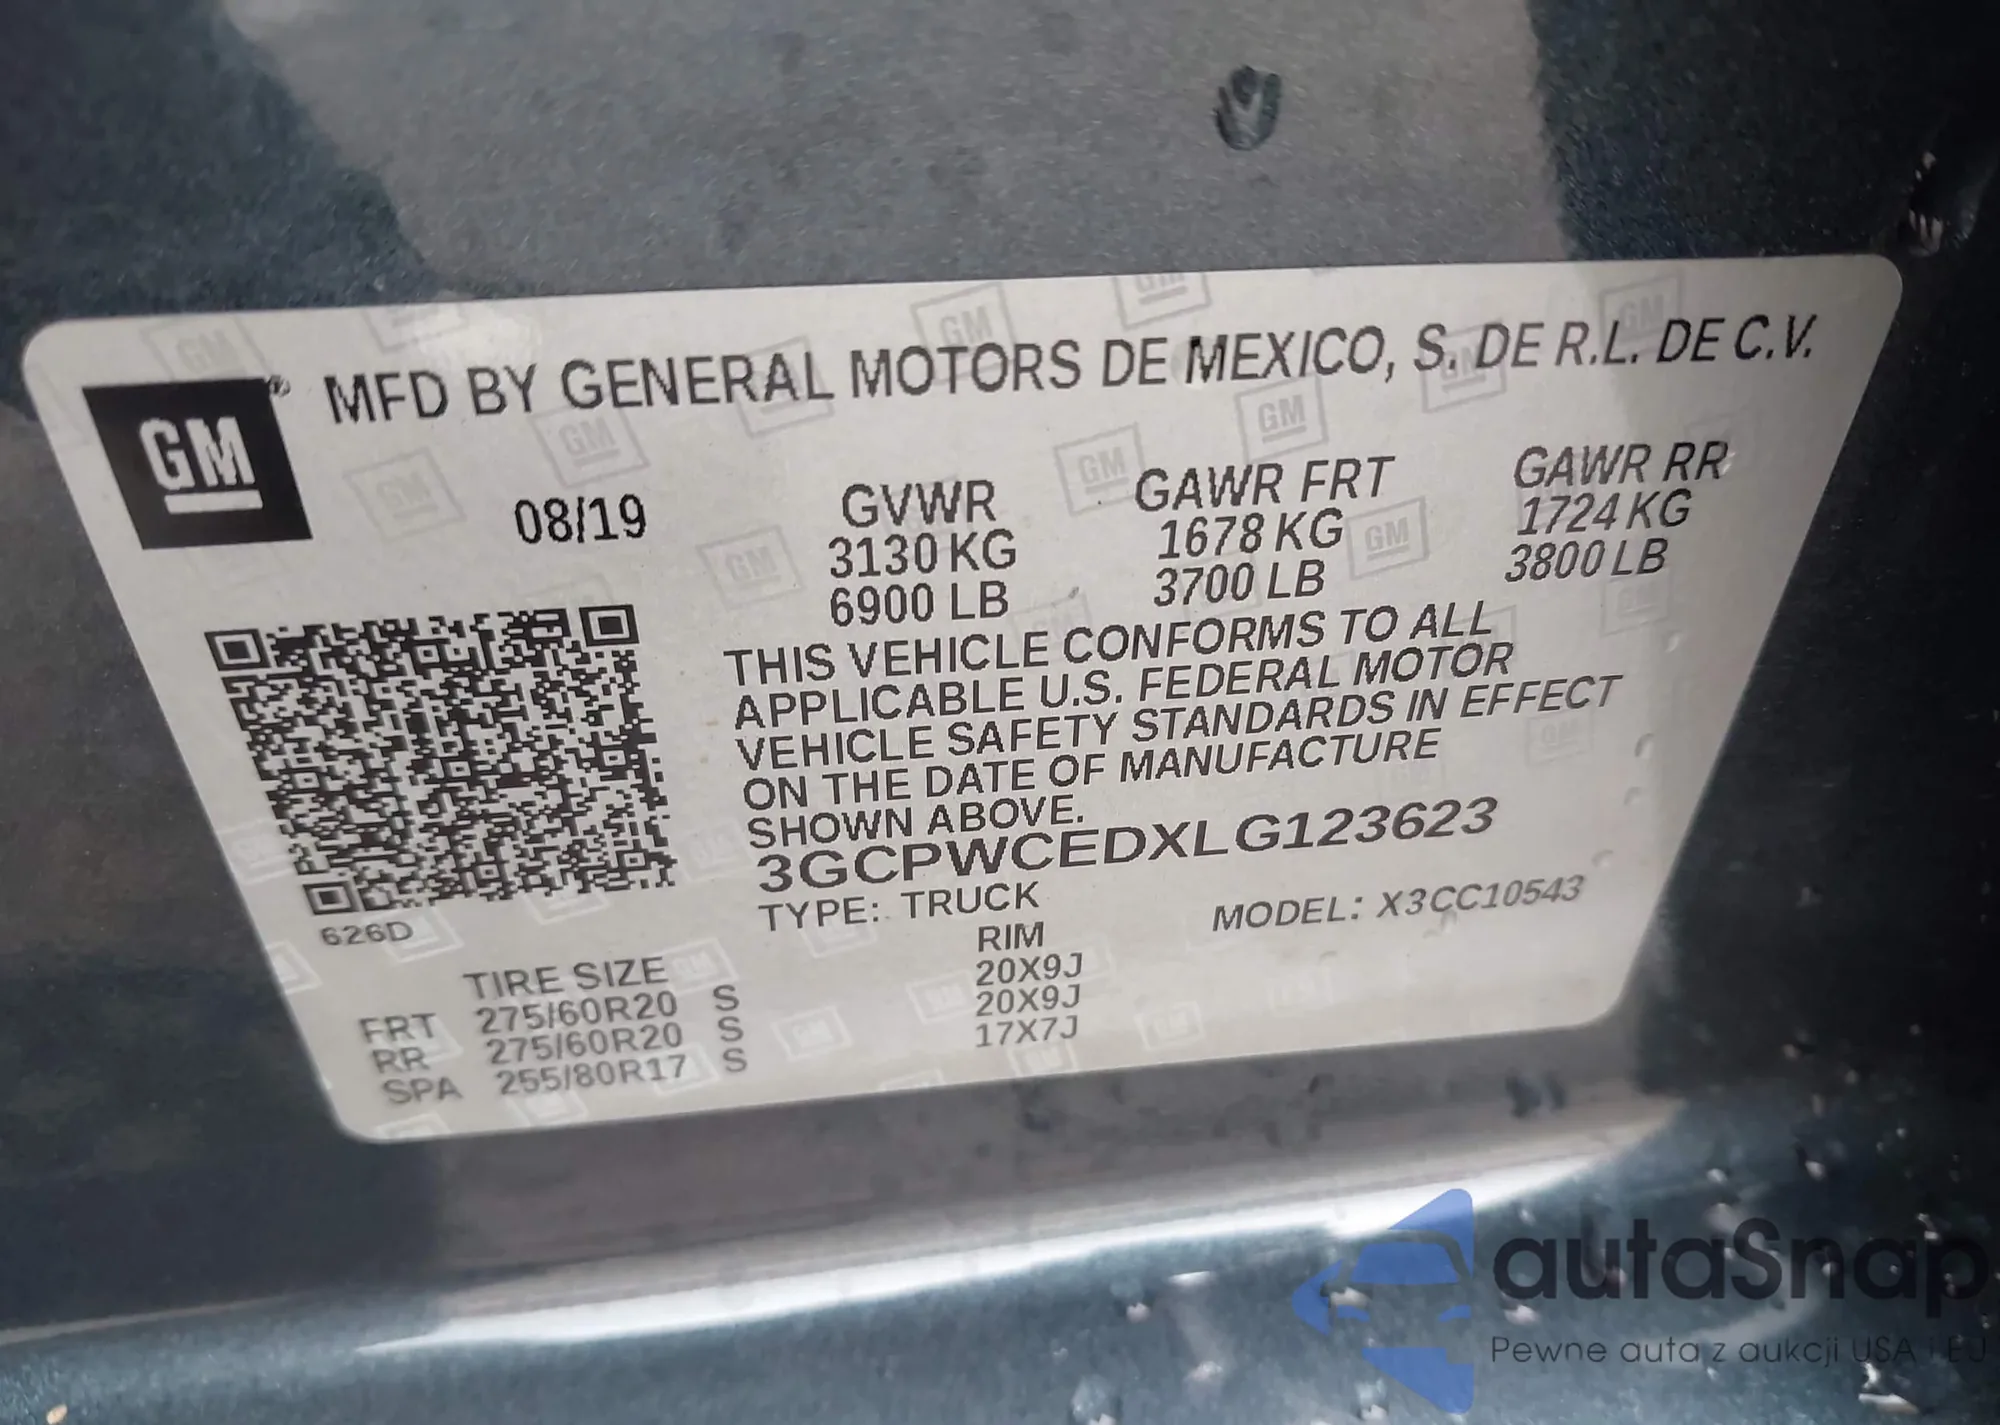 GM® MFD BY GENERAL MOTORS DE MEXICO, S. DE R.L. DE C.V.
08/19 GVWR GAWR FRT GAWR RR
3130 KG 1678 KG 1724 KG
6900 LB 3700 LB 3800 LB
THIS VEHICLE CONFORMS TO ALL
APPLICABLE U.S. FEDERAL MOTOR
VEHICLE SAFETY STANDARDS IN EFFECT
ON THE DATE OF MANUFACTURE
SHOWN ABOVE.
3GCPWCEDXLG123623
TYPE: TRUCK MODEL: X3CC10543
626D
TIRE SIZE RIM
FRT 275/60R20 S 20X9J
RR 275/60R20 S 20X9J
SPA 255/80R17 S 17X7J
autaSnap
Pewne auta z aukcji USA i EU